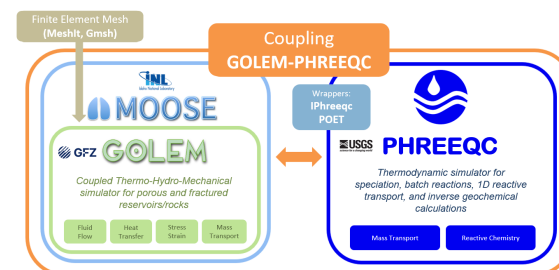 Finite Element Mesh
(MeshIt, Gmsh)
Coupling
GOLEM-PHREEQC
INL
Idaho National Laboratory
MOOSE
GFZ
GOLEM
Coupled Thermo-Hydro-Mechanical
simulator for porous and fractured
reservoirs/rocks
Fluid
Flow
Heat
Transfer
Stress
Strain
Mass
Transport
Wrappers:
IPhreeqc
POET
USGS
science for a changing world
PHREEQC
Thermodynamic simulator for
speciation, batch reactions, 1D reactive
transport, and inverse geochemical
calculations
Mass Transport
Reactive Chemistry